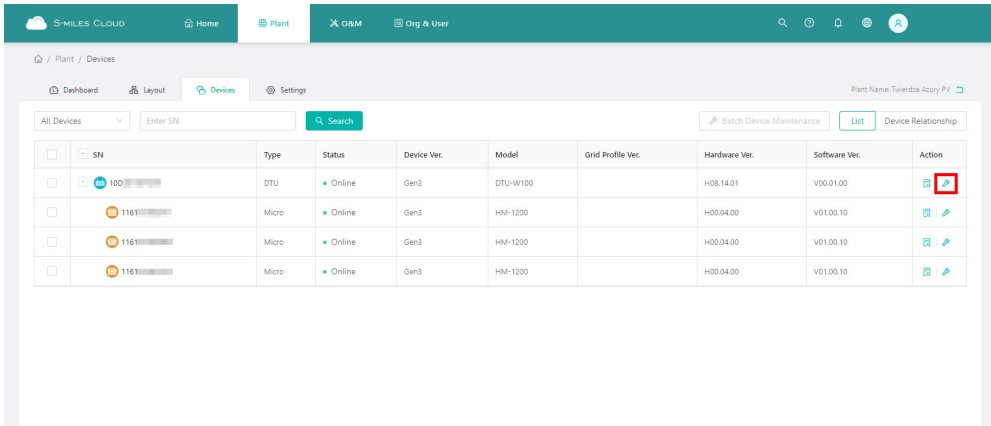 S-MILES CLOUD Home Plant O&M Org & User
/ Plant / Devices
Dashboard Layout Devices Settings Plant Name: Twierdza Azory PV
All Devices Enter SN Search Batch Device Maintenance List Device Relationship
SN Type Status Device Ver. Model Grid Profile Ver. Hardware Ver. Software Ver. Action
10D DTU Online Gen3 DTU-W100 H08.14.01 V00.01.00
1161 Micro Online Gen3 HM-1200 H00.04.00 V01.00.10
1161 Micro Online Gen3 HM-1200 H00.04.00 V01.00.10
1161 Micro Online Gen3 HM-1200 H00.04.00 V01.00.10